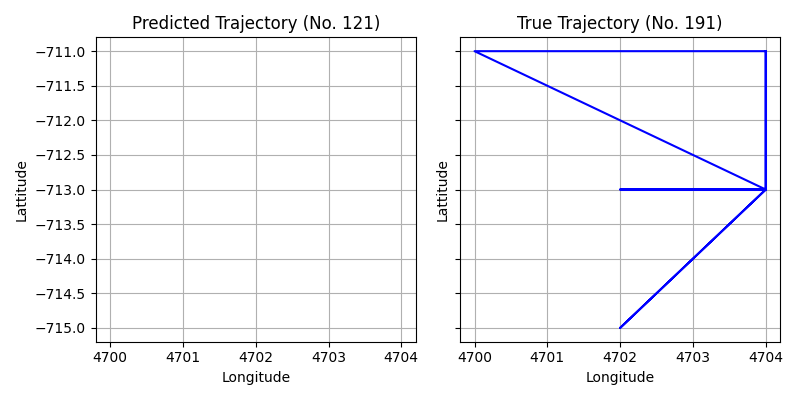 Predicted Trajectory (No. 121)
True Trajectory (No. 191)
−711.0
−711.5
−712.0
−712.5
−713.0
−713.5
−714.0
−714.5
−715.0
Lattitude
Lattitude
4700 4701 4702 4703 4704
4700 4701 4702 4703 4704
Longitude
Longitude